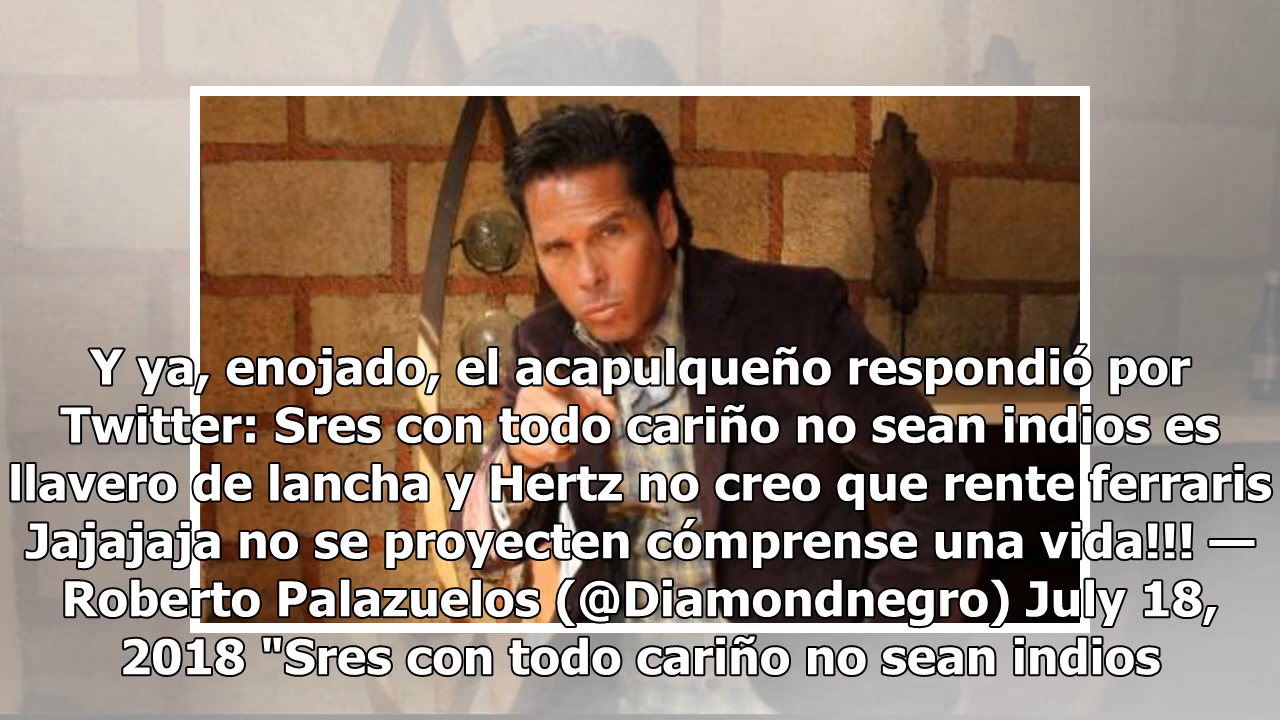 Y ya, enojado, el acapulqueño respondió por
Twitter: Sres con todo cariño no sean indios es
llavero de lancha y Hertz no creo que rente ferraris
Jajajaja no se proyecten cómprense una vida!!! —
Roberto Palazuelos (@Diamondnegro) July 18,
2018 "Sres con todo cariño no sean indios